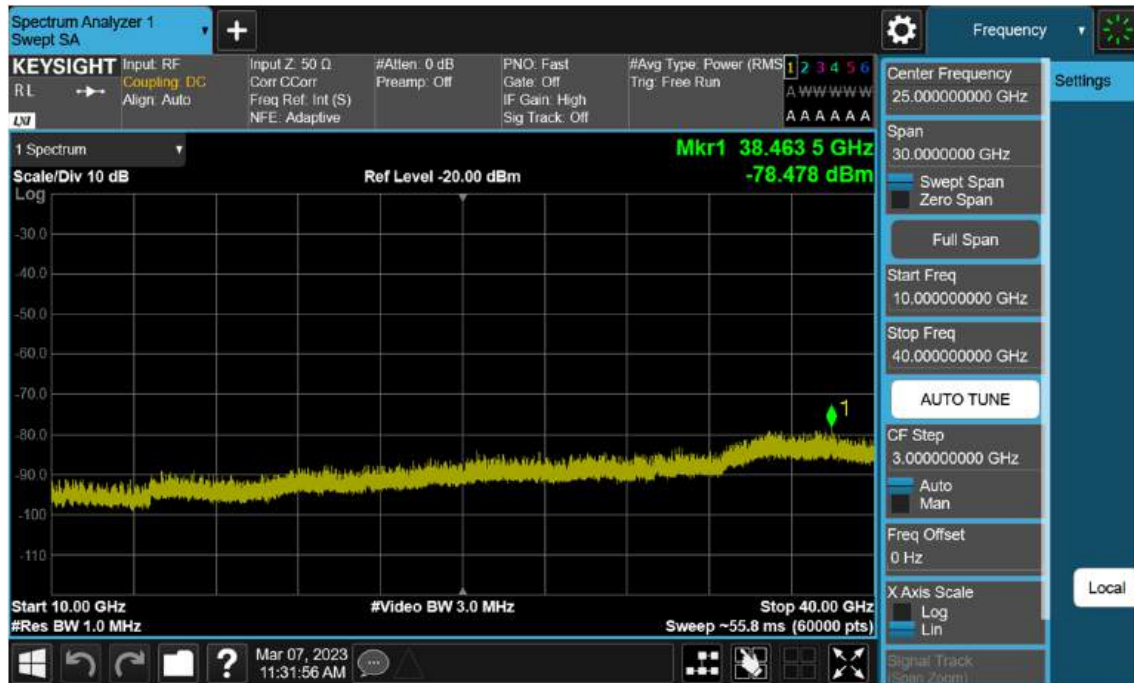 Spectrum Analyzer 1
Swept SA
Frequency
KEYSIGHT
RL
LXI
Input: RF
Coupling: DC
Align: Auto
Input Z: 50 Ω
Corr CCorr
Freq Ref: Int (S)
NFE: Adaptive
#Atten: 0 dB
Preamp: Off
PNO: Fast
Gate: Off
IF Gain: High
Sig Track: Off
#Avg Type: Power (RMS
Trig: Free Run
1 2 3 4 5 6
A W W W W W
A A A A A A
1 Spectrum
Scale/Div 10 dB
Log
Ref Level -20.00 dBm
Mkr1 38.463 5 GHz
-78.478 dBm
-30.0
-40.0
-50.0
-60.0
-70.0
-80.0
-90.0
-100
-110
1
Start 10.00 GHz
#Res BW 1.0 MHz
#Video BW 3.0 MHz
Stop 40.00 GHz
Sweep ~55.8 ms (60000 pts)
Center Frequency
25.000000000 GHz
Span
30.0000000 GHz
Swept Span
Zero Span
Full Span
Start Freq
10.000000000 GHz
Stop Freq
40.000000000 GHz
AUTO TUNE
CF Step
3.000000000 GHz
Auto
Man
Freq Offset
0 Hz
X Axis Scale
Log
Lin
Signal Track
(Span Zoom)
Settings
Local
?
Mar 07, 2023
11:31:56 AM